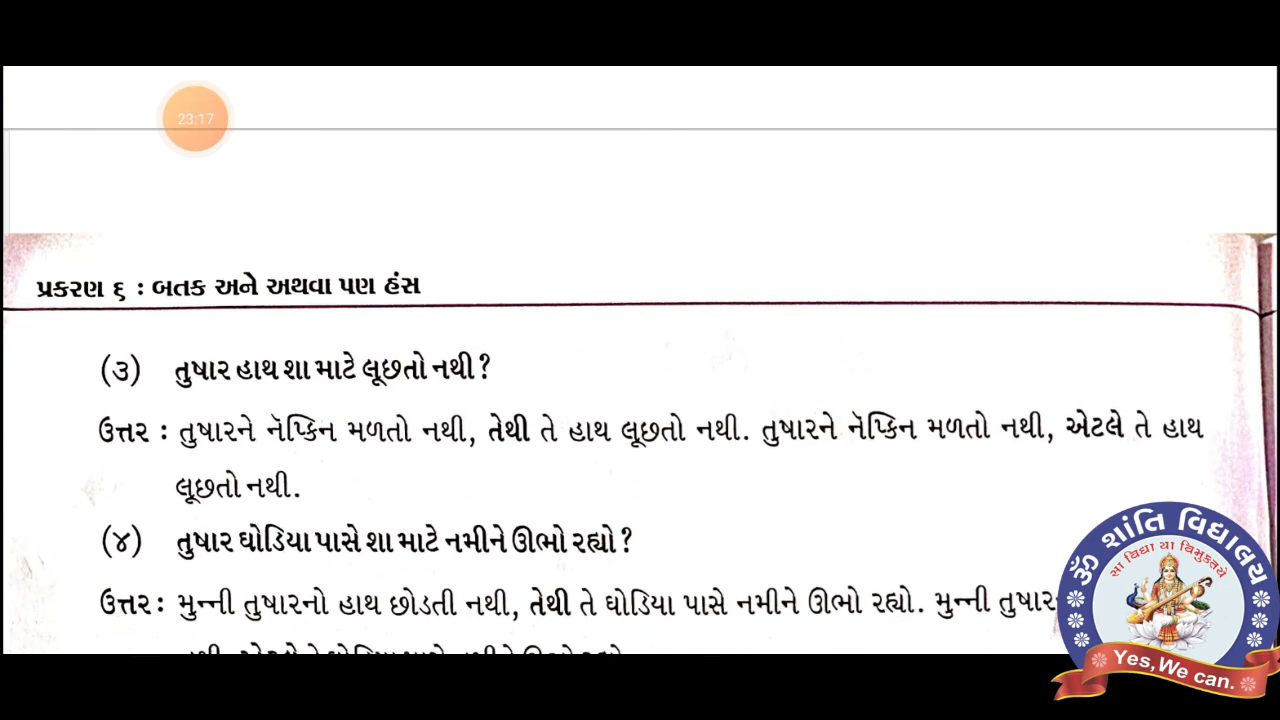 23:17
પ્રકરણ ૬ : બતક અને અથવા પણ હંસ
(૩) તુષાર હાથ શા માટે લૂછતો નથી?
ઉત્તર : તુષારને નૅપ્કિન મળતો નથી, તેથી તે હાથ લૂછતો નથી. તુષારને નૅપ્કિન મળતો નથી, એટલે તે હાથ
લૂછતો નથી.
(૪) તુષાર ઘોડિયા પાસે શા માટે નમીને ઊભો રહ્યો?
ઉત્તર : મુન્ની તુષારનો હાથ છોડતી નથી, તેથી તે ઘોડિયા પાસે નમીને ઊભો રહ્યો. મુન્ની
ૐ શાંતિ વિદ્યાલય
સા વિદ્યા યા વિમુક્તયે
Yes, We can.